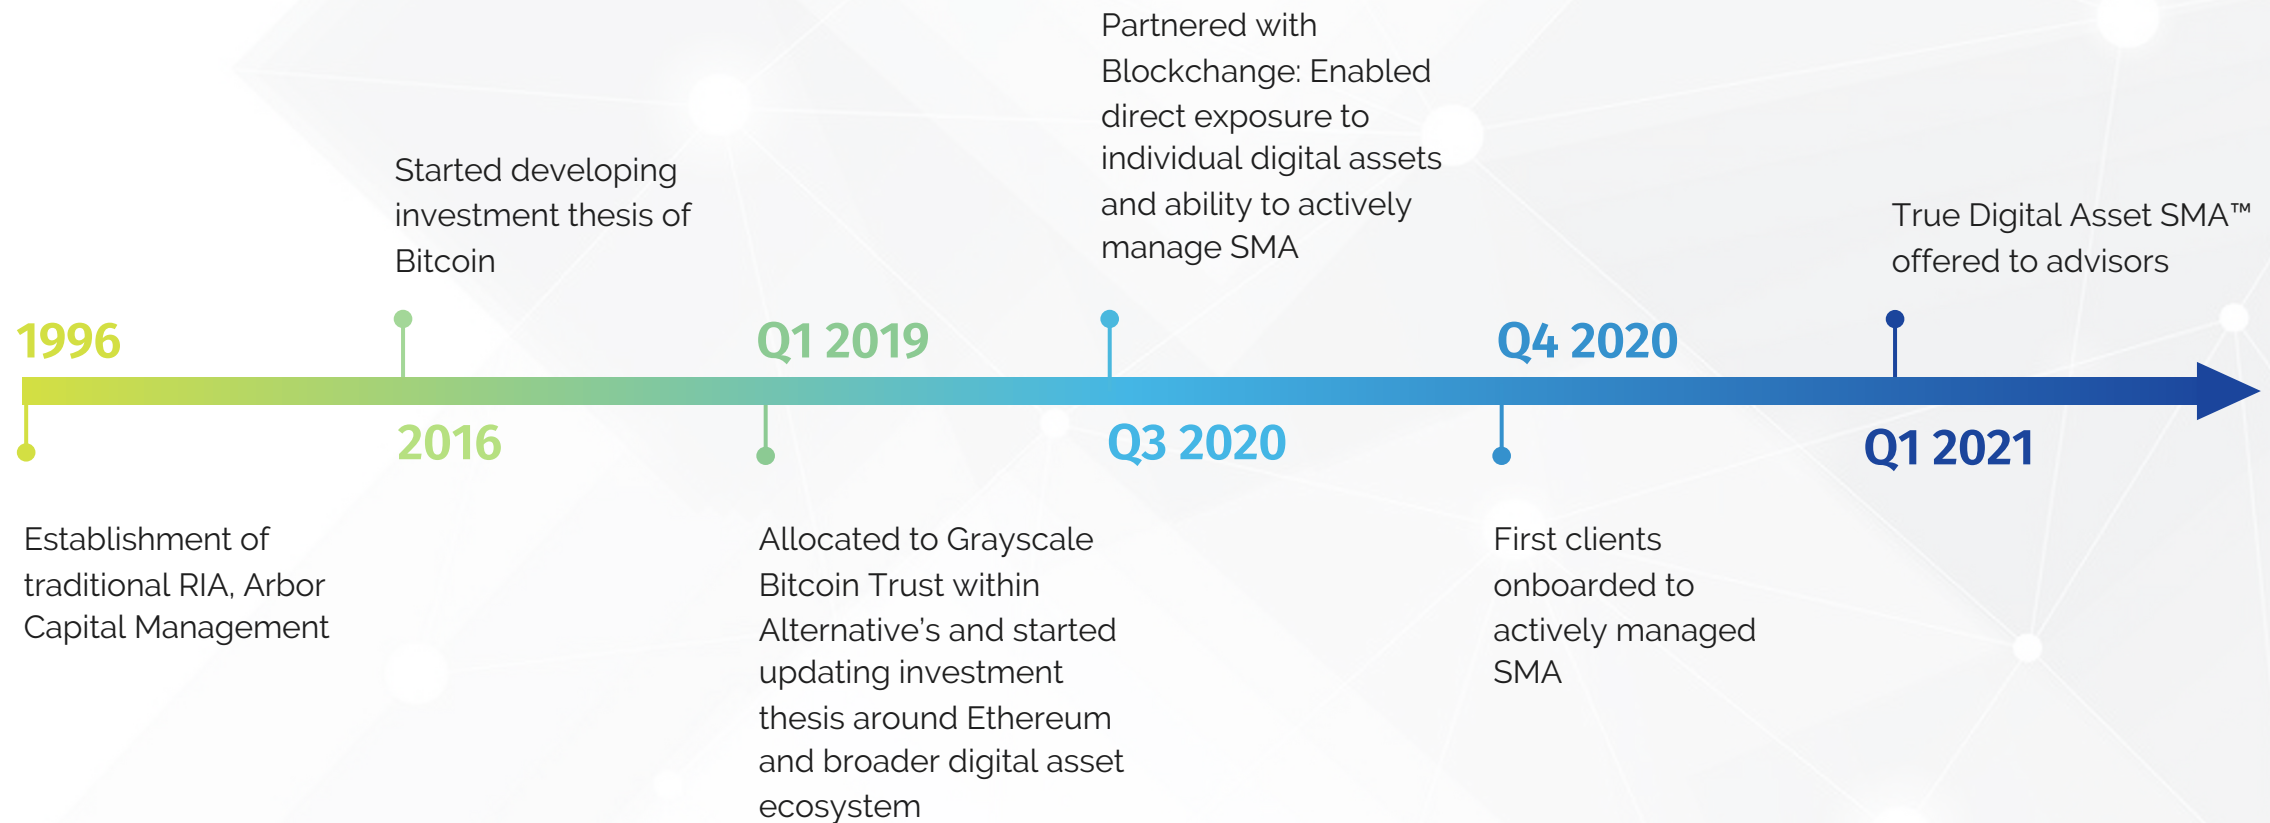 1996
Establishment of
traditional RIA, Arbor
Capital Management
Started developing
investment thesis of
Bitcoin
2016
Q1 2019
Allocated to Grayscale
Bitcoin Trust within
Alternative’s and started
updating investment
thesis around Ethereum
and broader digital asset
ecosystem
Partnered with
Blockchange: Enabled
direct exposure to
individual digital assets
and ability to actively
manage SMA
Q3 2020
Q4 2020
First clients
onboarded to
actively managed
SMA
True Digital Asset SMA™
offered to advisors
Q1 2021